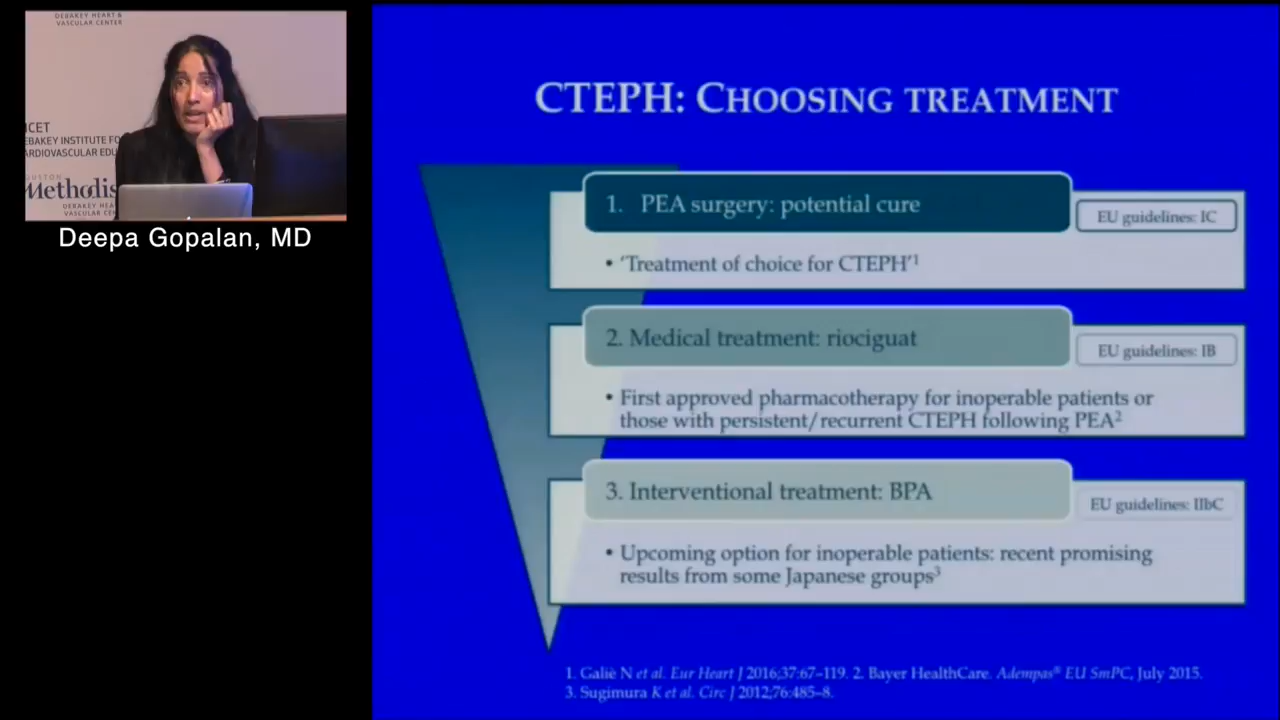 DEBAKEY HEART &
VASCULAR CENTER
ICET
EBAKEY INSTITUTE FO
ARDIOVASCULAR EDU
HOUSTON
Methodis
DEBAKEY HEA
VASCULAR CEN
Deepa Gopalan, MD
CTEPH: CHOOSING TREATMENT
1. PEA surgery: potential cure
EU guidelines: IC
• ‘Treatment of choice for CTEPH’¹
2. Medical treatment: riociguat
EU guidelines: IB
• First approved pharmacotherapy for inoperable patients or
those with persistent/recurrent CTEPH following PEA²
3. Interventional treatment: BPA
EU guidelines: IIbC
• Upcoming option for inoperable patients: recent promising
results from some Japanese groups³
1. Galiè N et al. Eur Heart J 2016;37:67–119. 2. Bayer HealthCare. Adempas® EU SmPC, July 2015.
3. Sugimura K et al. Circ J 2012;76:485–8.